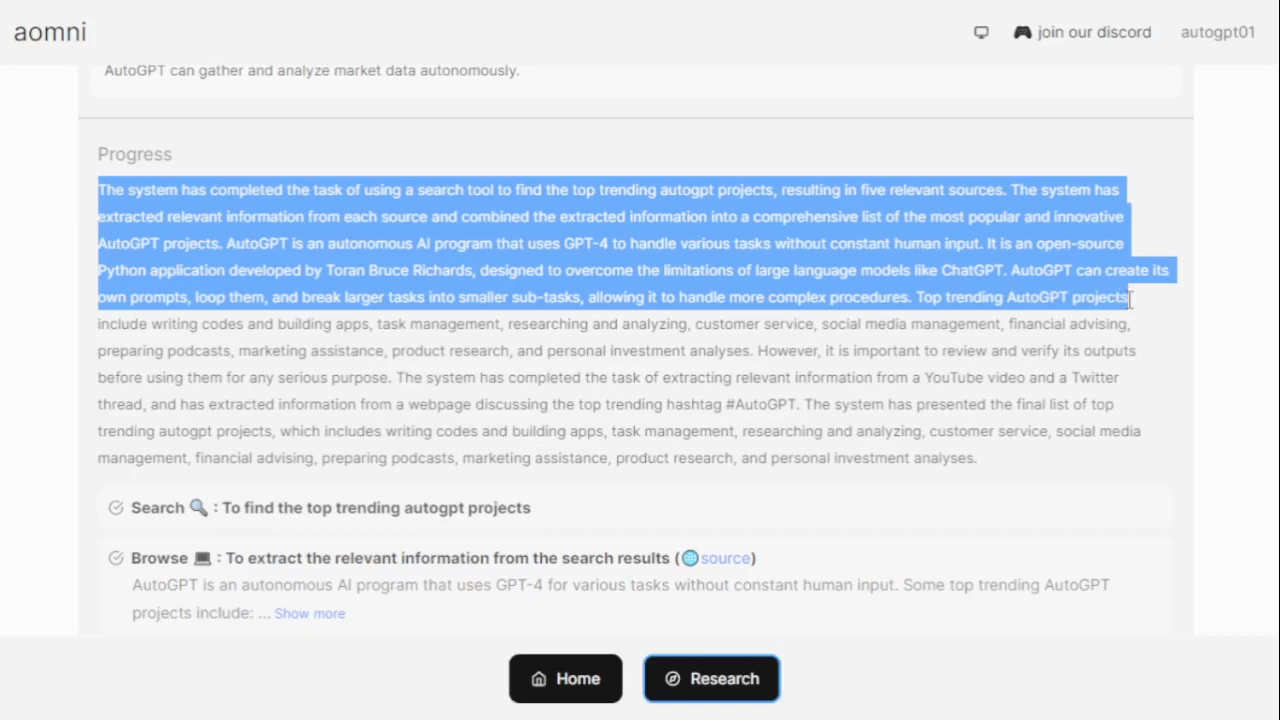 aomni
join our discord
autogpt01
AutoGPT can gather and analyze market data autonomously.
Progress
The system has completed the task of using a search tool to find the top trending autogpt projects, resulting in five relevant sources. The system has
extracted relevant information from each source and combined the extracted information into a comprehensive list of the most popular and innovative
AutoGPT projects. AutoGPT is an autonomous AI program that uses GPT-4 to handle various tasks without constant human input. It is an open-source
Python application developed by Toran Bruce Richards, designed to overcome the limitations of large language models like ChatGPT. AutoGPT can create its
own prompts, loop them, and break larger tasks into smaller sub-tasks, allowing it to handle more complex procedures. Top trending AutoGPT projects
include writing codes and building apps, task management, researching and analyzing, customer service, social media management, financial advising,
preparing podcasts, marketing assistance, product research, and personal investment analyses. However, it is important to review and verify its outputs
before using them for any serious purpose. The system has completed the task of extracting relevant information from a YouTube video and a Twitter
thread, and has extracted information from a webpage discussing the top trending hashtag #AutoGPT. The system has presented the final list of top
trending autogpt projects, which includes writing codes and building apps, task management, researching and analyzing, customer service, social media
management, financial advising, preparing podcasts, marketing assistance, product research, and personal investment analyses.
Search 🔍 : To find the top trending autogpt projects
Browse 💻 : To extract the relevant information from the search results (🌐source)
AutoGPT is an autonomous AI program that uses GPT-4 for various tasks without constant human input. Some top trending AutoGPT
projects include: ... Show more
Home
Research